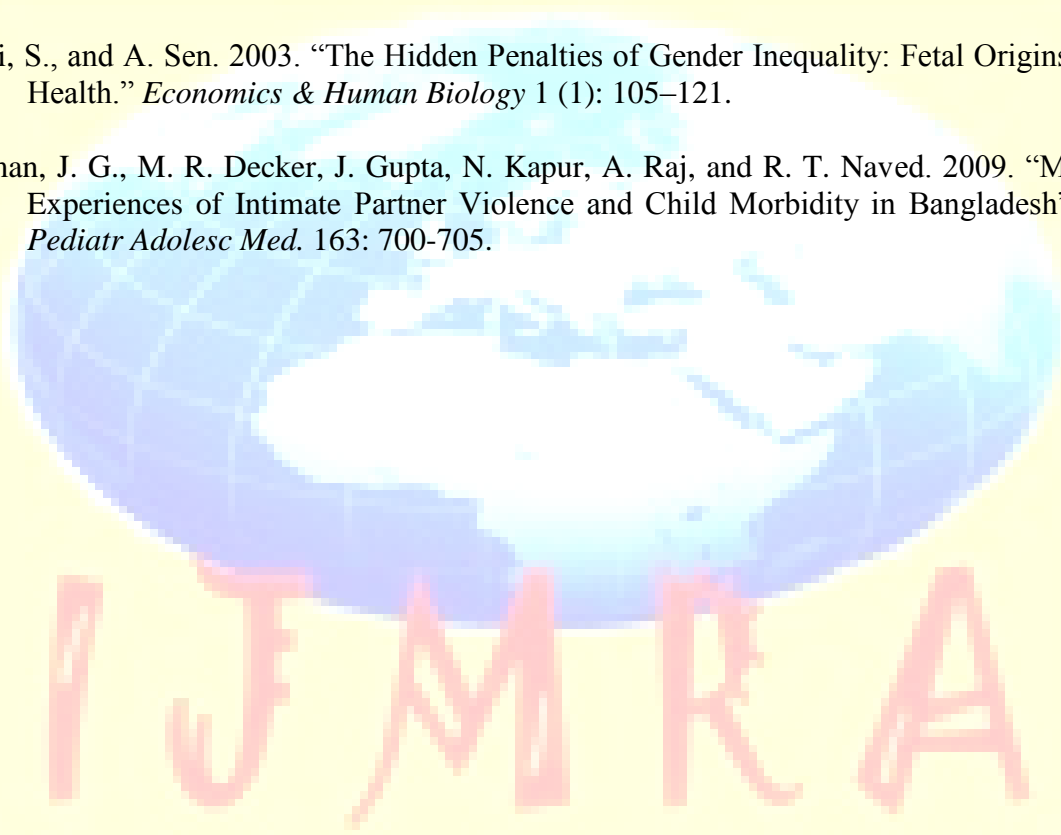 i, S., and A. Sen. 2003. “The Hidden Penalties of Gender Inequality: Fetal Origins
Health.” Economics & Human Biology 1 (1): 105–121.
nan, J. G., M. R. Decker, J. Gupta, N. Kapur, A. Raj, and R. T. Naved. 2009. “M
Experiences of Intimate Partner Violence and Child Morbidity in Bangladesh”
Pediatr Adolesc Med. 163: 700-705.
IJMRA